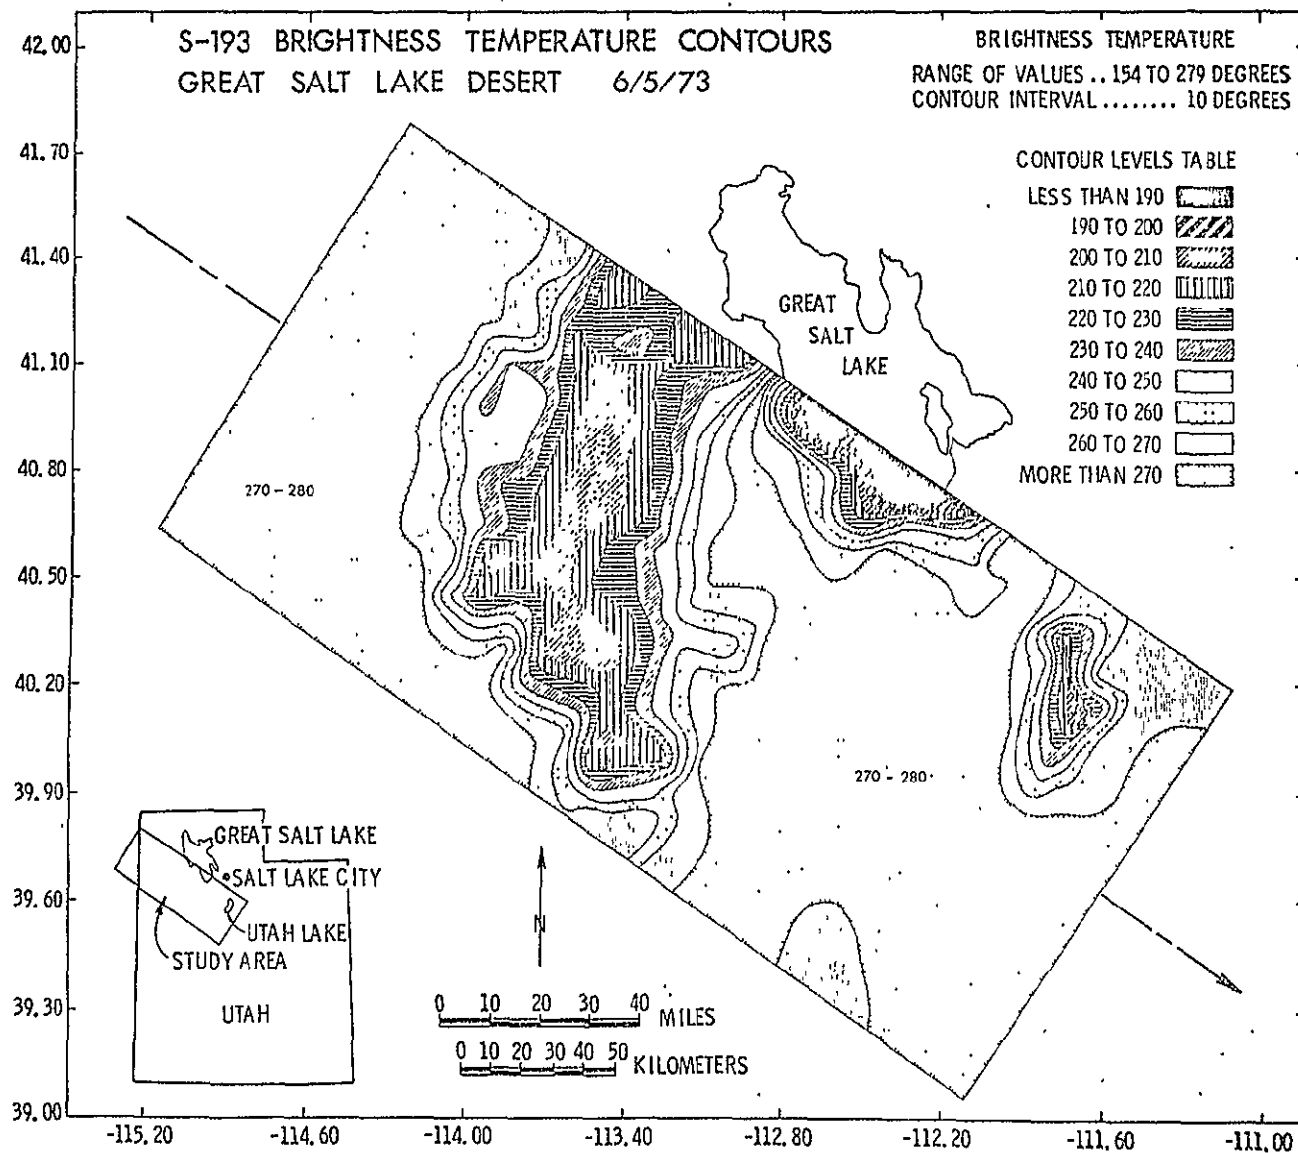 S-193 BRIGHTNESS TEMPERATURE CONTOURS
GREAT SALT LAKE DESERT 6/5/73
BRIGHTNESS TEMPERATURE
RANGE OF VALUES .. 154 TO 279 DEGREES
CONTOUR INTERVAL ........ 10 DEGREES
CONTOUR LEVELS TABLE
LESS THAN 190
190 TO 200
200 TO 210
210 TO 220
220 TO 230
230 TO 240
240 TO 250
250 TO 260
260 TO 270
MORE THAN 270
42.00
41.70
41.40
41.10
40.80
40.50
40.20
39.90
39.60
39.30
39.00
GREAT
SALT
LAKE
270-280
270-280
GREAT SALT LAKE
SALT LAKE CITY
UTAH LAKE
STUDY AREA
UTAH
N
0 10 20 30 40 MILES
0 10 20 30 40 50 KILOMETERS
-115.20 -114.60 -114.00 -113.40 -112.80 -112.20 -111.60 -111.00